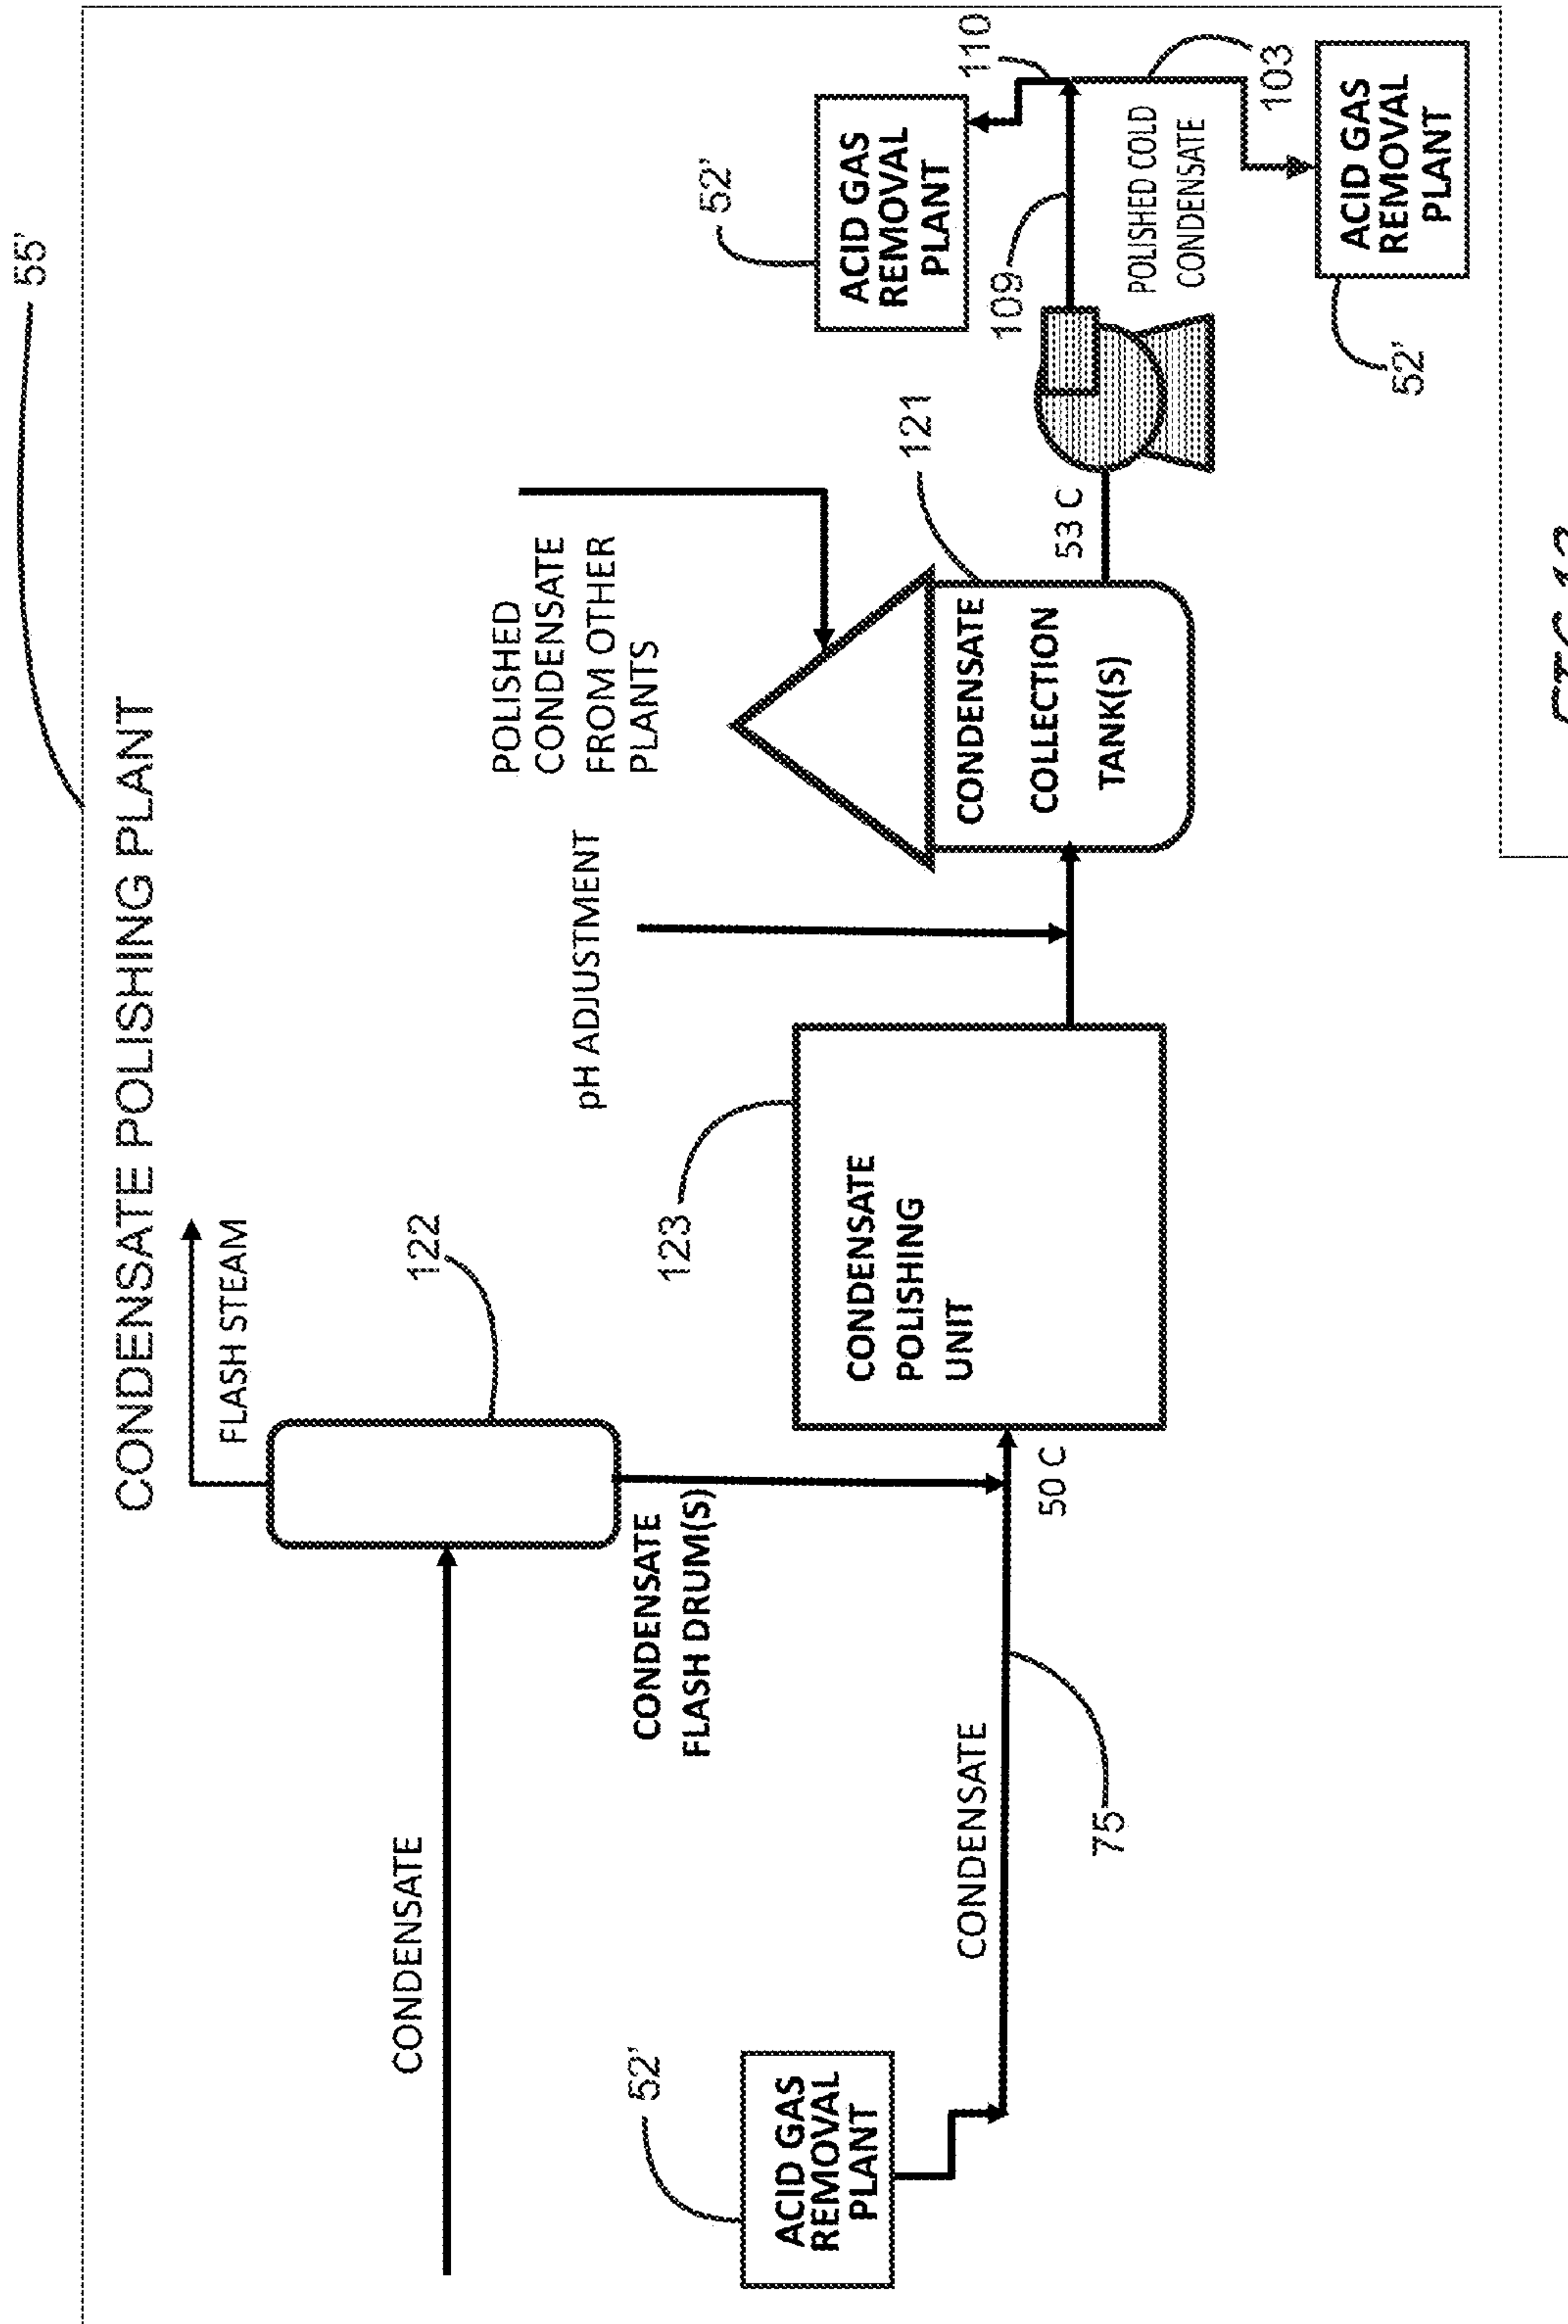 55'
CONDENSATE POLISHING PLANT
FLASH STEAM
CONDENSATE
122
CONDENSATE
FLASH DRUM(S)
52'
ACID GAS
REMOVAL
PLANT
CONDENSATE
75
50 C
123
CONDENSATE
POLISHING
UNIT
pH ADJUSTMENT
POLISHED
CONDENSATE
FROM OTHER
PLANTS
121
CONDENSATE
COLLECTION
TANK(S)
53 C
52'
ACID GAS
REMOVAL
PLANT
109
110
POLISHED COLD
CONDENSATE
103
ACID GAS
REMOVAL
PLANT
52'